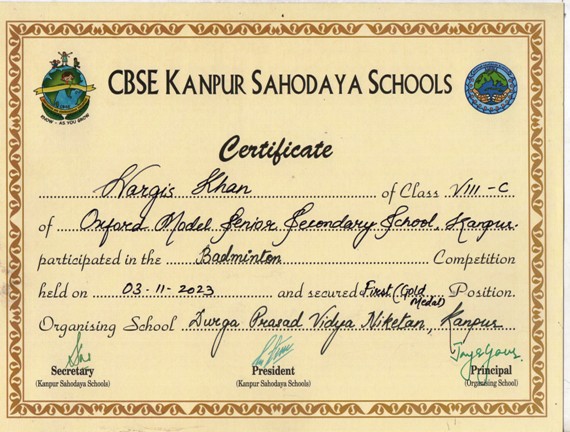 CBSE KANPUR SAHODAYA SCHOOLS
KNOW - AS YOU GROW
Certificate
Nargis Khan of Class VIII-C
of Oxford Model Senior Secondary School, Kanpur.
participated in the Badminton Competition
held on 03-11-2023 and secured First (Gold Medal) Position.
Organising School Durga Prasad Vidya Niketan, Kanpur
Secretary
(Kanpur Sahodaya Schools)
President
(Kanpur Sahodaya Schools)
Principal
(Organising School)